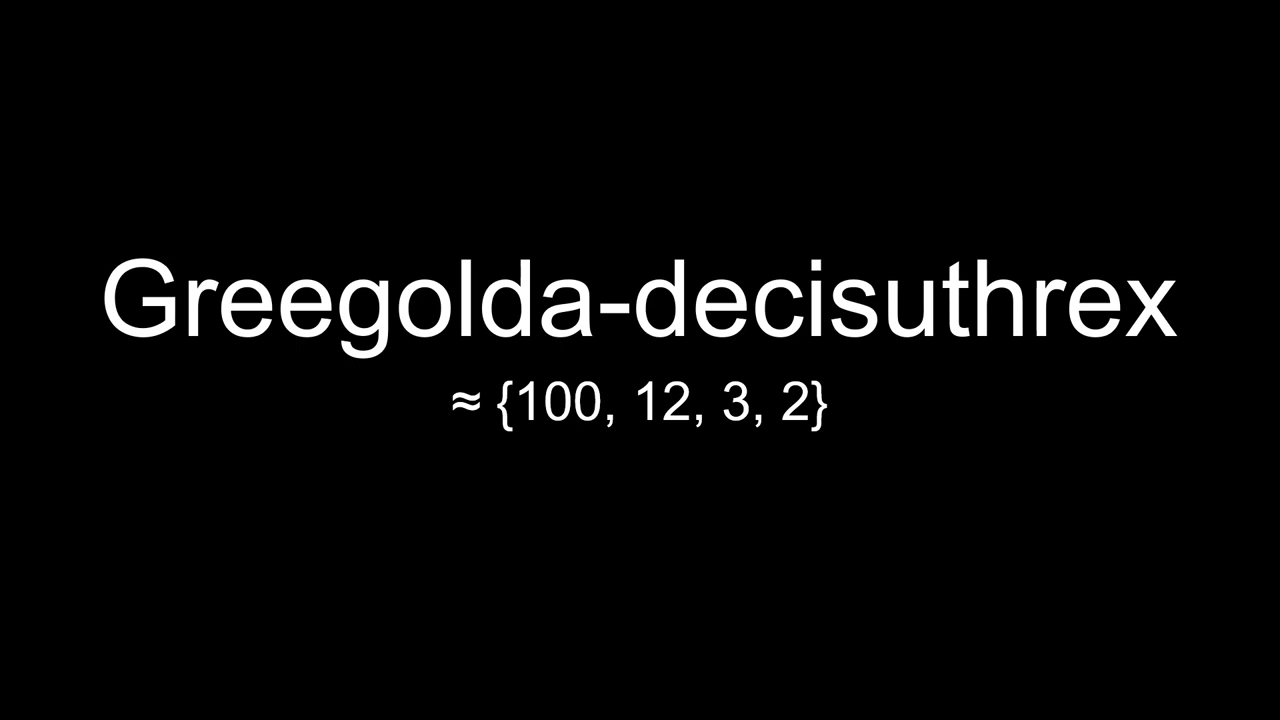 Greegolda-decisuthrex
≈ {100, 12, 3, 2}